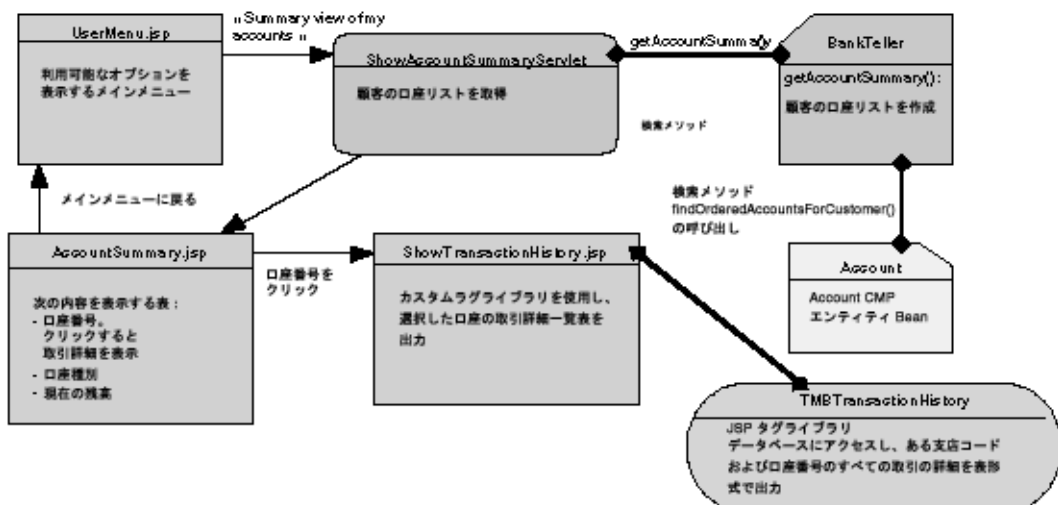 UserMenu.jsp
利用可能なオプションを
表示するメインメニュー
«Summary view of my
accounts »
ShowAccountSummaryServlet
顧客の口座リストを取得
getAccountSummary()
検索メソッド
BankTeller
getAccountSummary():
顧客の口座リストを作成
メインメニューに戻る
検索メソッド
findOrderedAccountsForCustomer()
の呼び出し
AccountSummary.jsp
次の内容を表示する表:
- 口座番号。
クリックすると
取引詳細を表示
- 口座種別
- 現在の残高
口座番号を
クリック
ShowTransactionHistory.jsp
カスタムラグライブラリを使用し、
選択した口座の取引詳細一覧表を
出力
Account
Account CMP
エンティティ Bean
TMBTransactionHistory
JSP タグライブラリ
データベースにアクセスし、ある支店コード
および口座番号のすべての取引の詳細を表形
式で出力